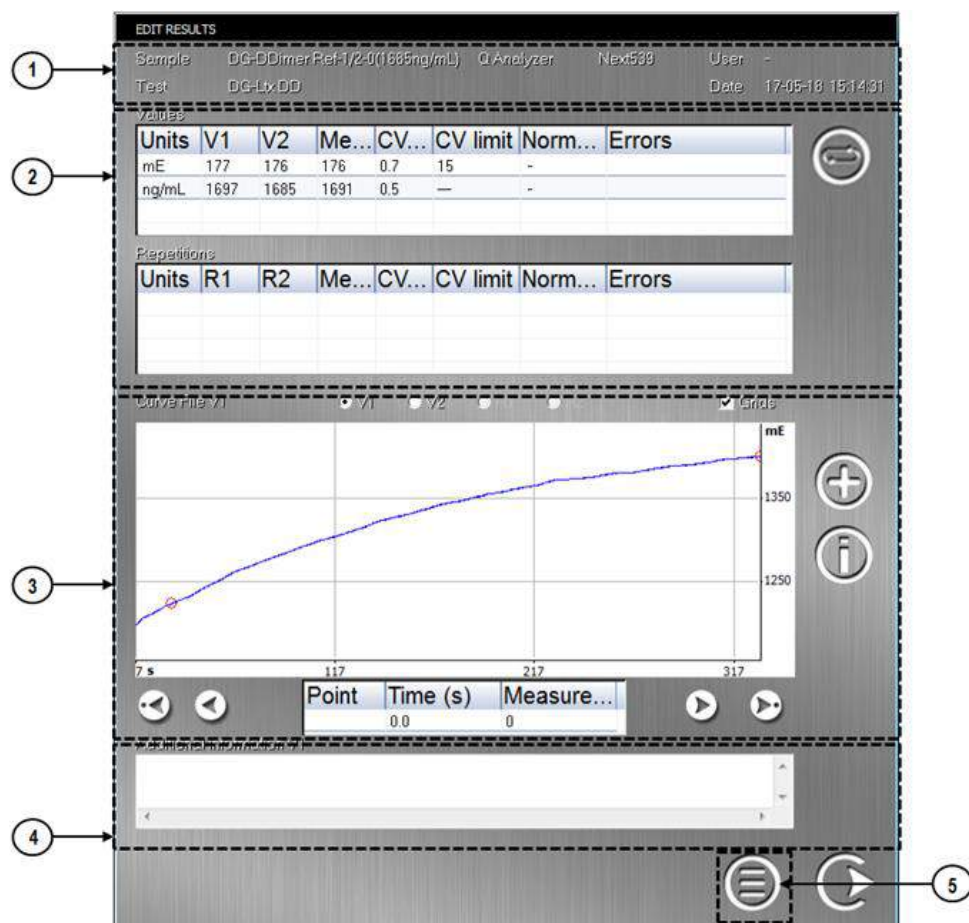 EDIT RESULTS
1
Sample DG-DDimer Ref-1/2-0(1685ng/mL) Q Analyzer Next539 User -
Test DG-Ltx DD Date 17-05-18 15:14:31
Values
Units V1 V2 Me... CV... CV limit Norm... Errors
2
mE 177 176 176 0.7 15 -
ng/mL 1697 1685 1691 0.5 — -
Repetitions
Units R1 R2 Me... CV... CV limit Norm... Errors
Curve File V1 V1 V2 Grids
mE
1350
3
1250
7 s 117 217 317
Point Time (s) Measure...
0.0 0
Additional Information V1
4
5